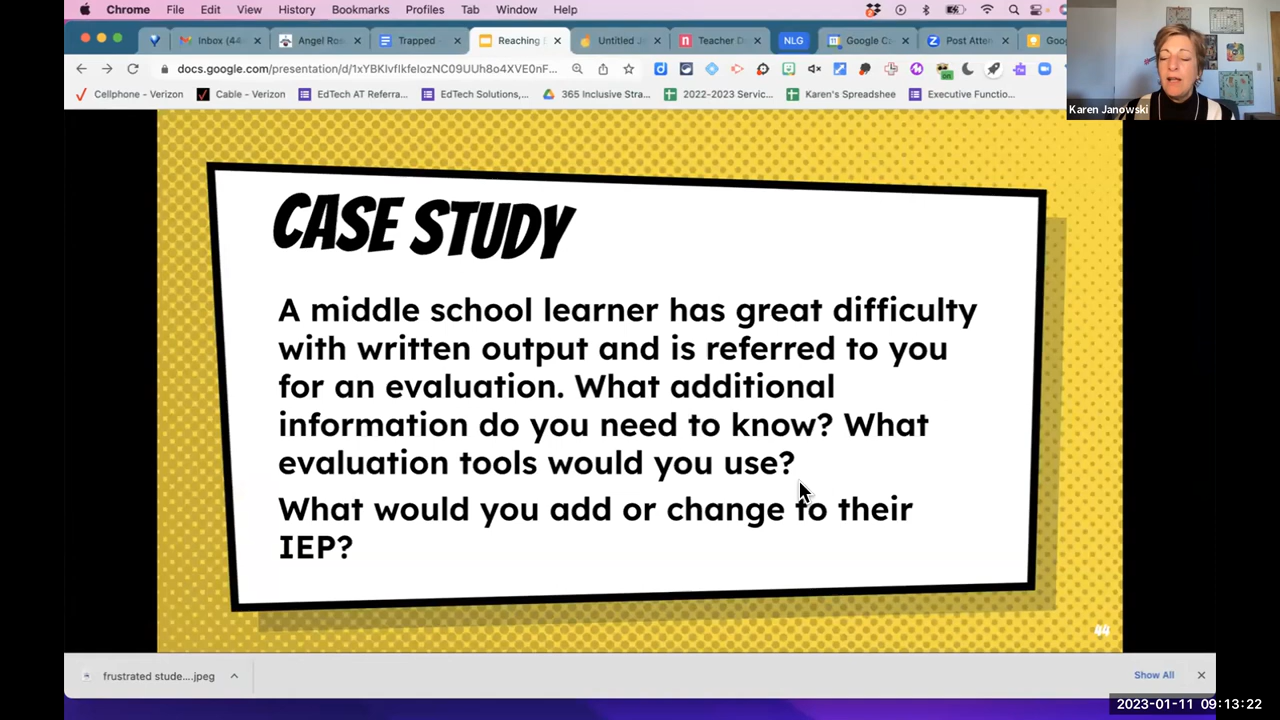 Chrome File Edit View History Bookmarks Profiles Tab Window Help
Inbox (44 Angel Ros Trapped - Reaching Untitled Teacher D NLG Google C Post Atten Goo
docs.google.com/presentation/d/
Cellphone - Verizon Cable - Verizon EdTech AT Referra... EdTech Solutions,... 365 Inclusive Stra... 2022-2023 Servic... Karen's Spreadshee Executive Functio...
Karen Janowski
CASE STUDY
A middle school learner has great difficulty
with written output and is referred to you
for an evaluation. What additional
information do you need to know? What
evaluation tools would you use?
What would you add or change to their
IEP?
44
frustrated stude....jpeg Show All
2023-01-11 09:13:22